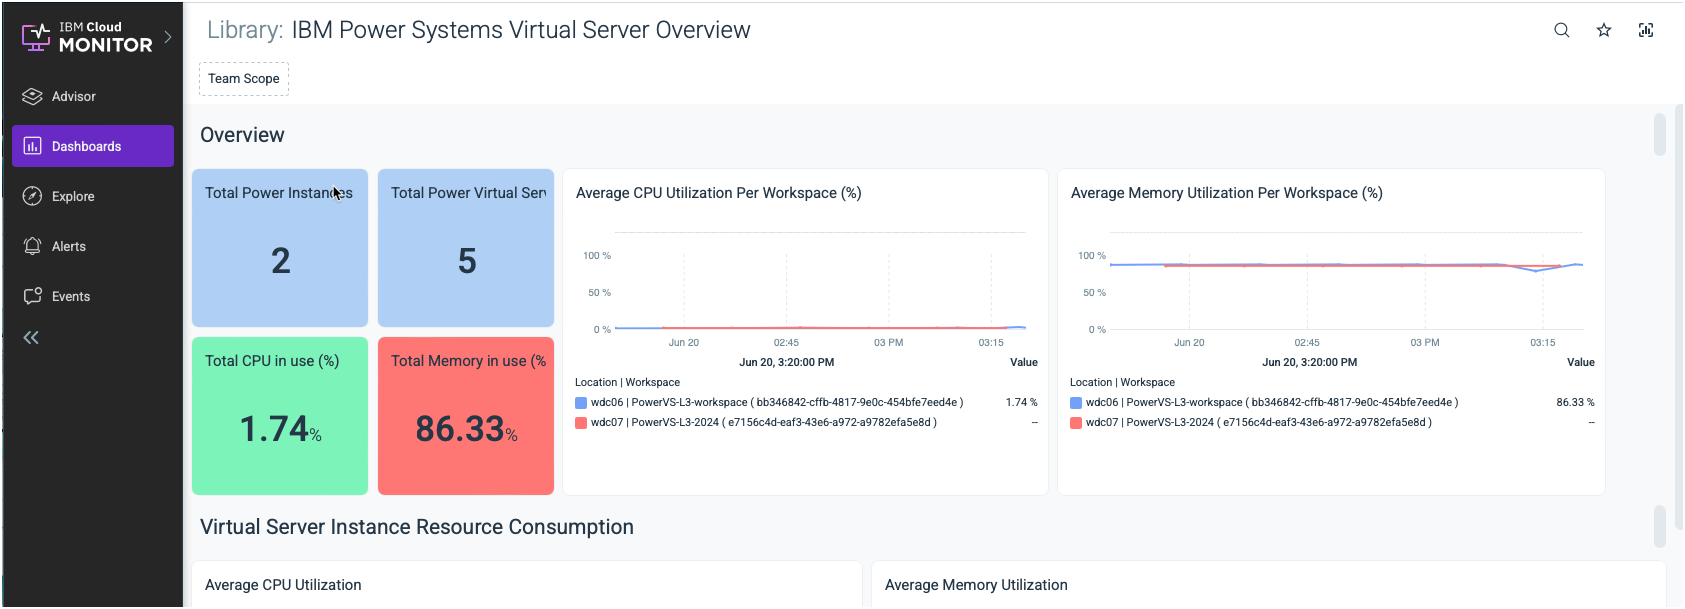 IBM Cloud
MONITOR
Advisor
Dashboards
Explore
Alerts
Events
Library: IBM Power Systems Virtual Server Overview
Team Scope
Overview
Total Power Instances
2
Total Power Virtual Ser
5
Total CPU in use (%)
1.74%
Total Memory in use (%
86.33%
Average CPU Utilization Per Workspace (%)
100 %
50 %
0 %
Jun 20 02:45 03 PM 03:15
Jun 20, 3:20:00 PM Value
Location | Workspace
wdc06 | PowerVS-L3-workspace ( bb346842-cffb-4817-9e0c-454bfe7eed4e ) 1.74 %
wdc07 | PowerVS-L3-2024 ( e7156c4d-eaf3-43e6-a972-a9782efa5e8d ) --
Average Memory Utilization Per Workspace (%)
100 %
50 %
0 %
Jun 20 02:45 03 PM 03:15
Jun 20, 3:20:00 PM Value
Location | Workspace
wdc06 | PowerVS-L3-workspace ( bb346842-cffb-4817-9e0c-454bfe7eed4e ) 86.33 %
wdc07 | PowerVS-L3-2024 ( e7156c4d-eaf3-43e6-a972-a9782efa5e8d ) --
Virtual Server Instance Resource Consumption
Average CPU Utilization
Average Memory Utilization